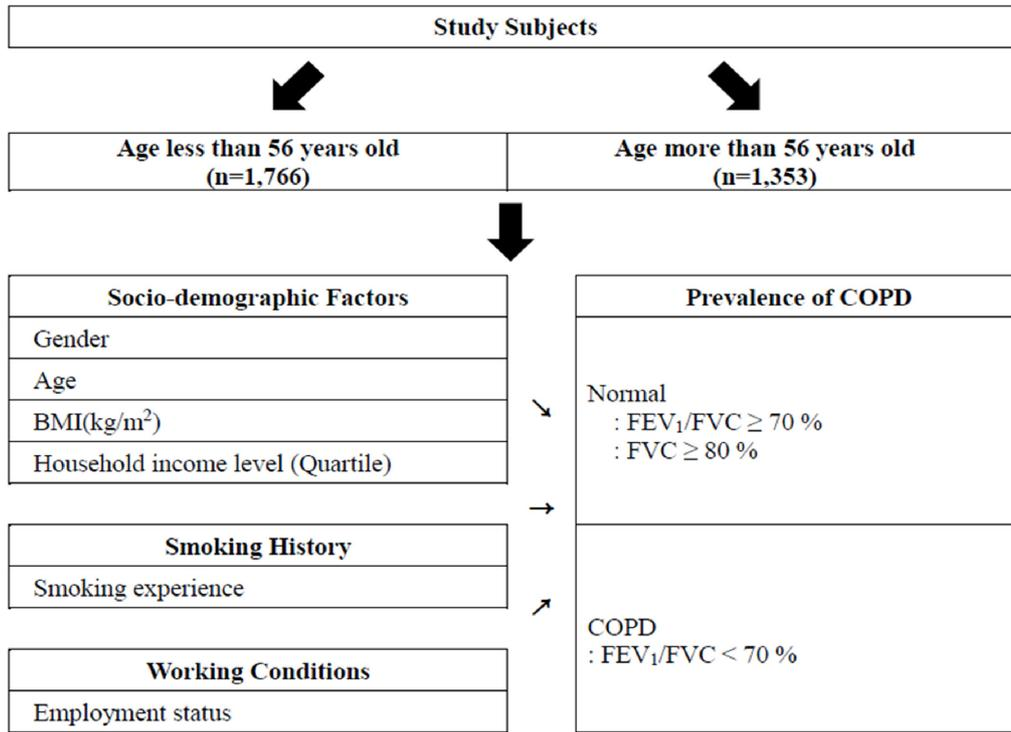 Study Subjects
Age less than 56 years old
(n=1,766)
Age more than 56 years old
(n=1,353)
Socio-demographic Factors
Gender
Age
BMI(kg/m²)
Household income level (Quartile)
Smoking History
Smoking experience
Working Conditions
Employment status
Prevalence of COPD
Normal
: FEV₁/FVC ≥ 70 %
: FVC ≥ 80 %
COPD
: FEV₁/FVC < 70 %